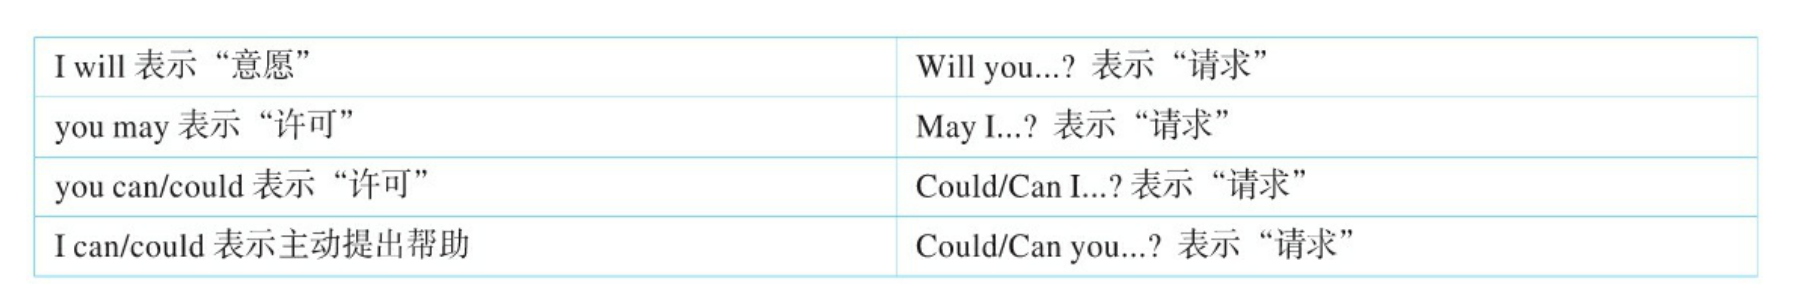 I will 表示“意愿” Will you...? 表示“请求”
you may 表示“许可” May I...? 表示“请求”
you can/could 表示“许可” Could/Can I...? 表示“请求”
I can/could 表示主动提出帮助 Could/Can you...? 表示“请求”